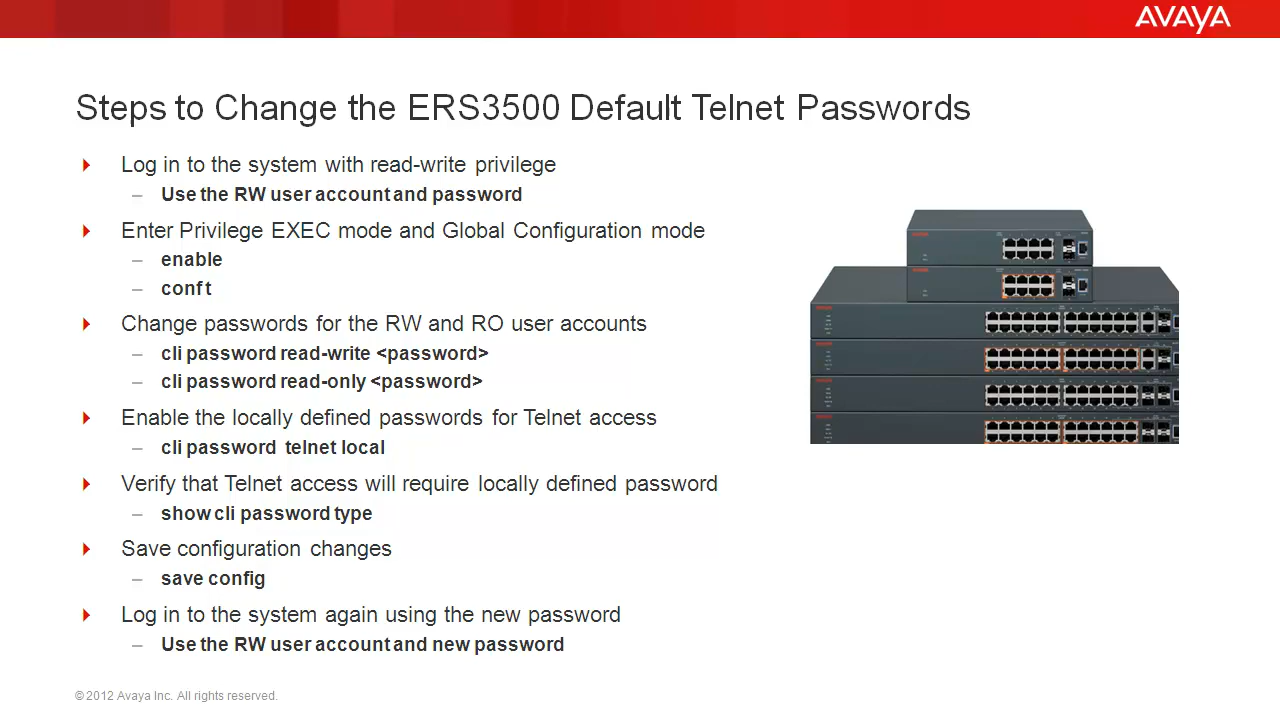 AVAYA
Steps to Change the ERS3500 Default Telnet Passwords
Log in to the system with read-write privilege
– Use the RW user account and password
Enter Privilege EXEC mode and Global Configuration mode
– enable
– conf t
Change passwords for the RW and RO user accounts
– cli password read-write <password>
– cli password read-only <password>
Enable the locally defined passwords for Telnet access
– cli password telnet local
Verify that Telnet access will require locally defined password
– show cli password type
Save configuration changes
– save config
Log in to the system again using the new password
– Use the RW user account and new password
© 2012 Avaya Inc. All rights reserved.